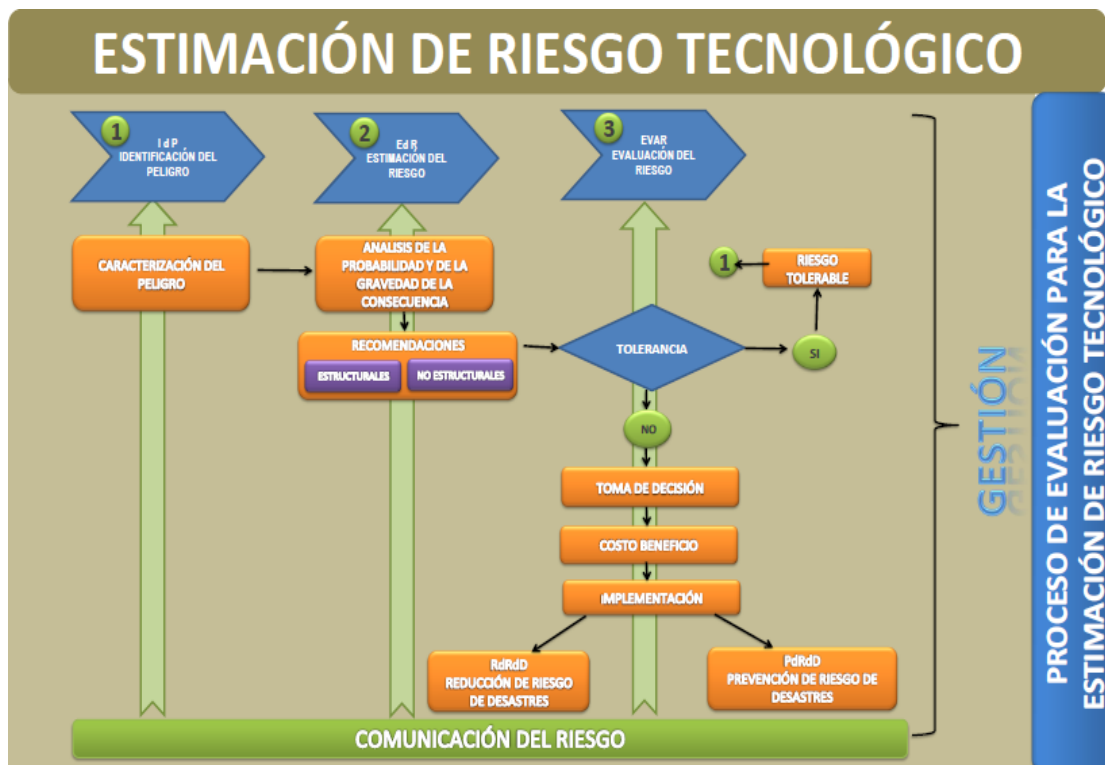 ESTIMACIÓN DE RIESGO TECNOLÓGICO
1
I d P
IDENTIFICACIÓN DEL
PELIGRO
2
EdR
ESTIMACIÓN DEL
RIESGO
3
EVAR
EVALUACIÓN DEL
RIESGO
CARACTERIZACIÓN DEL
PELIGRO
ANALISIS DE LA
PROBABILIDAD Y DE LA
GRAVEDAD DE LA
CONSECUENCIA
RECOMENDACIONES
ESTRUCTURALES
NO ESTRUCTURALES
TOLERANCIA
SI
RIESGO
TOLERABLE
1
NO
TOMA DE DECISIÓN
COSTO BENEFICIO
IMPLEMENTACIÓN
RdRdD
REDUCCIÓN DE RIESGO
DE DESASTRES
PdRdD
PREVENCIÓN DE RIESGO DE
DESASTRES
COMUNICACIÓN DEL RIESGO
GESTIÓN
PROCESO DE EVALUACIÓN PARA LA
ESTIMACIÓN DE RIESGO TECNOLÓGICO